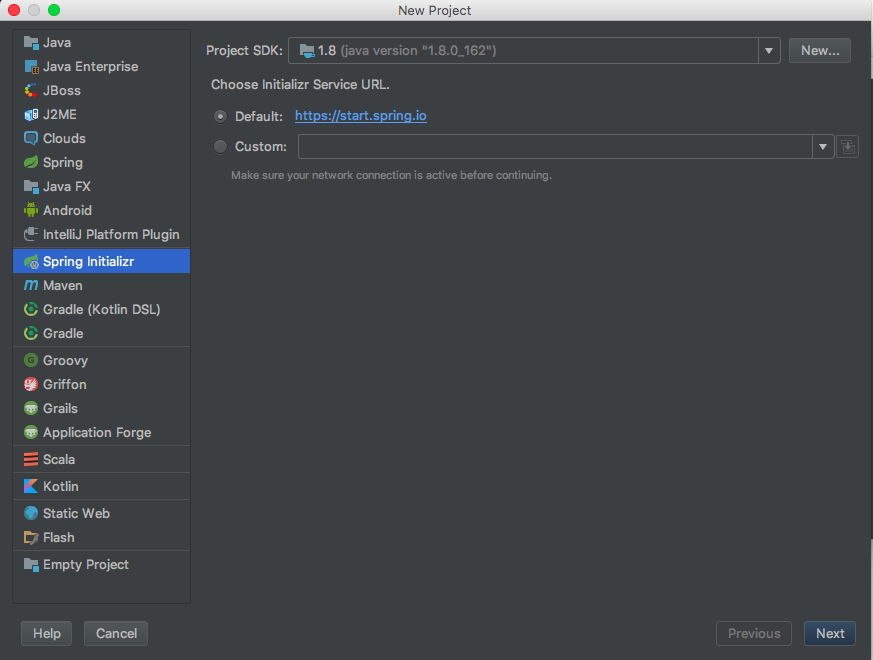 New Project
Java
Java Enterprise
JBoss
J2ME
Clouds
Spring
Java FX
Android
IntelliJ Platform Plugin
Spring Initializr
m Maven
Gradle (Kotlin DSL)
Gradle
G Groovy
Griffon
Grails
Application Forge
Scala
Kotlin
Static Web
Flash
Empty Project
Project SDK: 1.8 (java version "1.8.0_162") New...
Choose Initializr Service URL.
Default: https://start.spring.io
Custom:
Make sure your network connection is active before continuing.
Help Cancel Previous Next